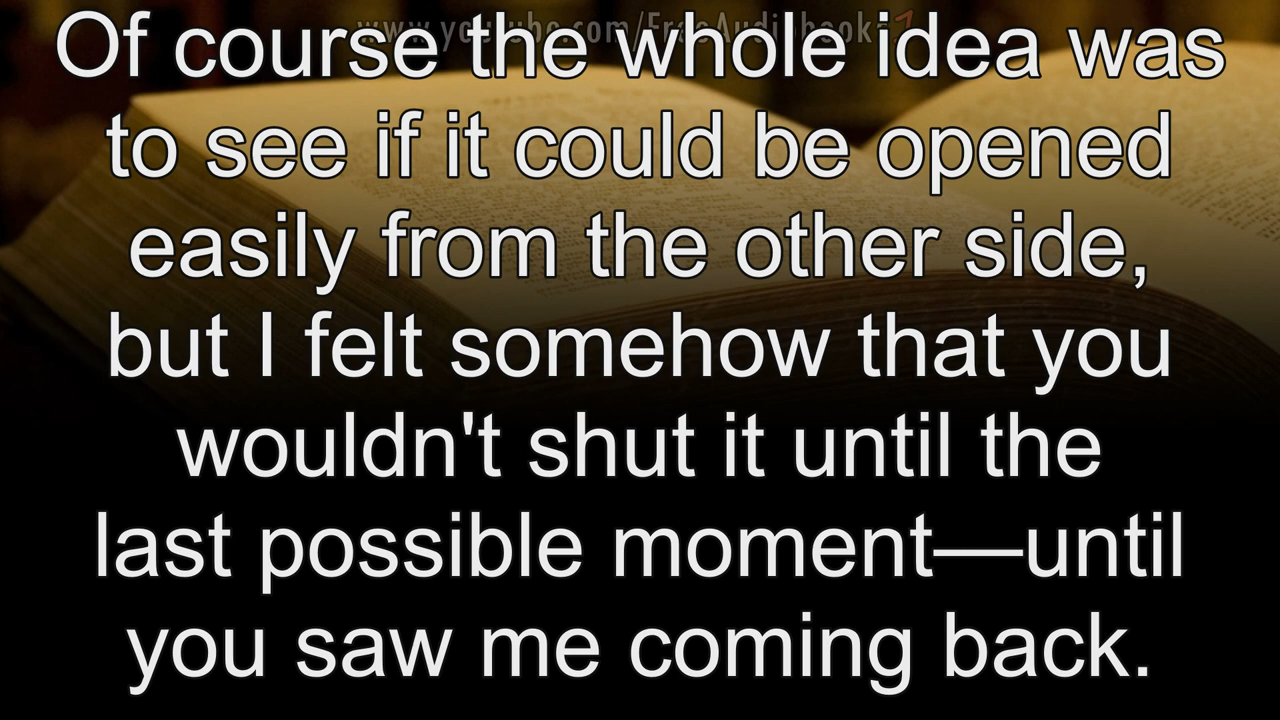 www.youtube.com/FreeAudiobooks
Of course the whole idea was
to see if it could be opened
easily from the other side,
but I felt somehow that you
wouldn't shut it until the
last possible moment—until
you saw me coming back.